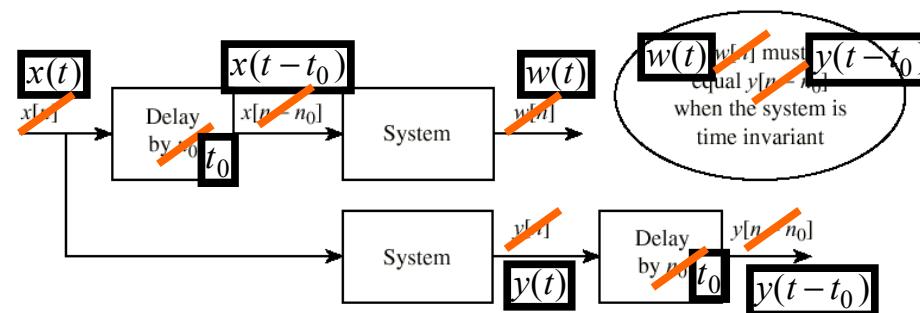 x(t)
x[n]
Delay
by n0
t0
x(t − t0)
x[n − n0]
System
w(t)
w[n]
w(t) w[n] must y(t − t0)
equal y[n − n0]
when the system is
time invariant
System
y[n]
y(t)
Delay
by n0
t0
y[n − n0]
y(t − t0)